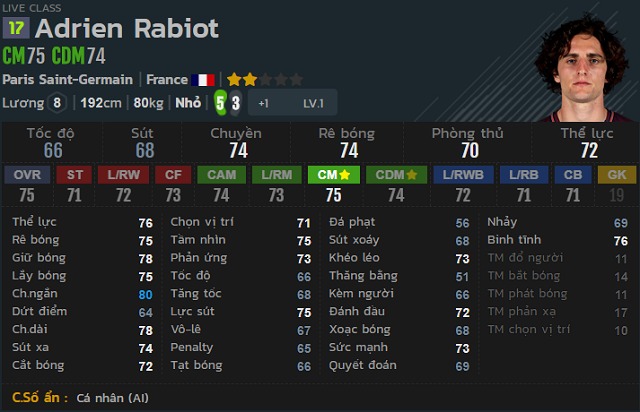 LIVE CLASS
17 Adrien Rabiot
CM75 CDM74
Paris Saint-Germain | France
Lương 8 | 192cm | 80kg | Nhỏ 5 3 +1 LV.1
Tốc độ Sút Chuyền Rê bóng Phòng thủ Thể lực
66 68 74 74 70 72
OVR ST L/RW CF CAM L/RM CM CDM L/RWB L/RB CB GK
75 71 72 73 74 73 75 74 72 71 71 19
Thể lực 76 Chọn vị trí 71 Đá phạt 56 Nhảy 69
Rê bóng 75 Tầm nhìn 75 Sút xoáy 68 Bình tĩnh 76
Giữ bóng 78 Phản ứng 73 Khéo léo 73 TM đổ người 11
Lấy bóng 75 Tốc độ 66 Thăng bằng 51 TM bắt bóng 14
Ch.ngắn 80 Tăng tốc 68 Kèm người 66 TM phát bóng 11
Dứt điểm 64 Lực sút 75 Đánh đầu 72 TM phản xạ 17
Ch.dài 78 Vô-lê 67 Xoạc bóng 68 TM chọn vị trí 10
Sút xa 74 Penalty 65 Sức mạnh 73
Cắt bóng 72 Tạt bóng 66 Quyết đoán 69
C.Số ẩn : Cá nhân (AI)